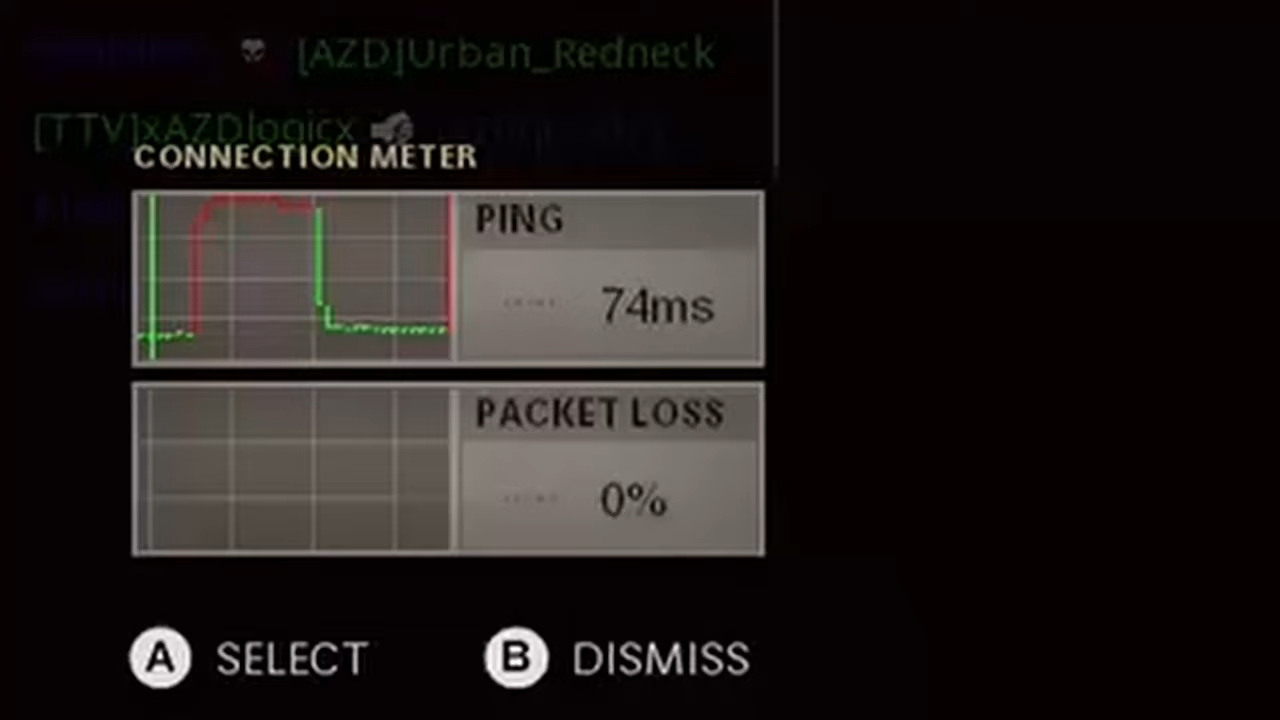 [AZD]Urban_Redneck
[TTV]xAZDlogicx
CONNECTION METER
PING
74ms
PACKET LOSS
0%
A SELECT B DISMISS